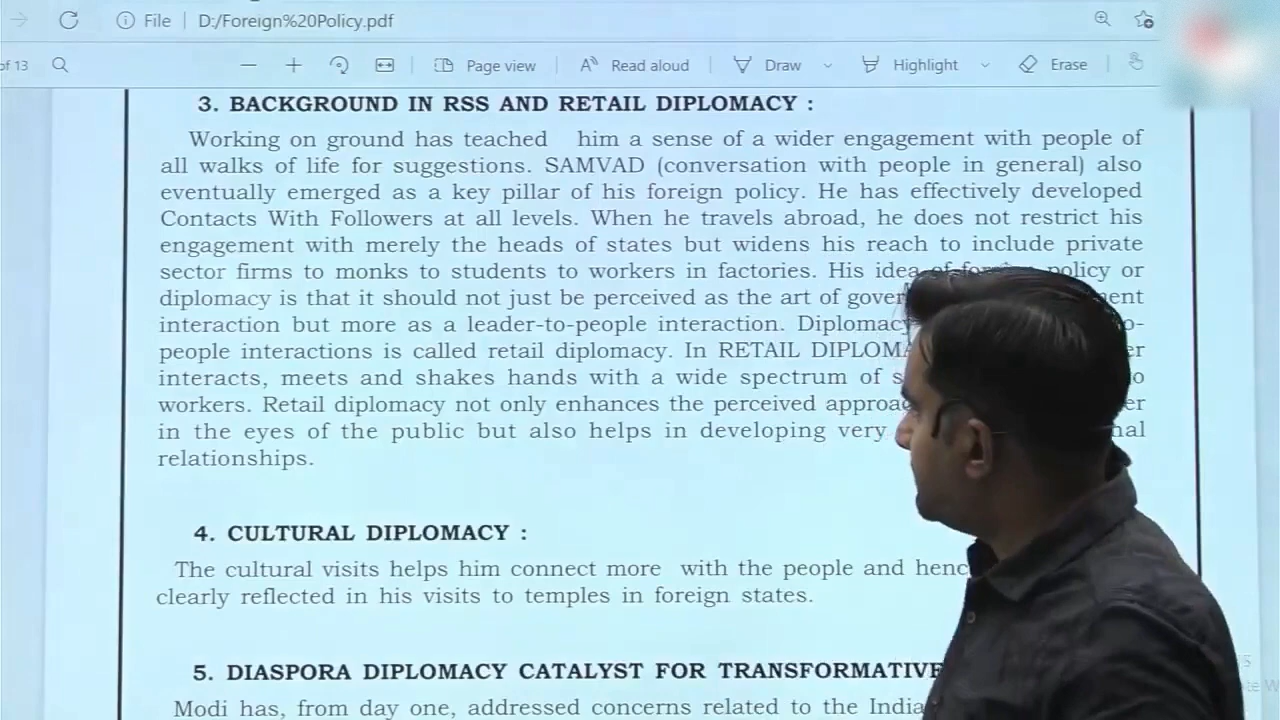 File D:/Foreign%20Policy.pdf
of 13 Page view Read aloud Draw Highlight Erase
3. BACKGROUND IN RSS AND RETAIL DIPLOMACY :
Working on ground has teached him a sense of a wider engagement with people of
all walks of life for suggestions. SAMVAD (conversation with people in general) also
eventually emerged as a key pillar of his foreign policy. He has effectively developed
Contacts With Followers at all levels. When he travels abroad, he does not restrict his
engagement with merely the heads of states but widens his reach to include private
sector firms to monks to students to workers in factories. His idea of policy or
diplomacy is that it should not just be perceived as the art of
interaction but more as a leader-to-people interaction. Diplomacy
people interactions is called retail diplomacy. In RETAIL
interacts, meets and shakes hands with a wide spectrum of
workers. Retail diplomacy not only enhances the perceived
in the eyes of the public but also helps in developing very
relationships.
4. CULTURAL DIPLOMACY :
The cultural visits helps him connect more with the people and
clearly reflected in his visits to temples in foreign states.
5. DIASPORA DIPLOMACY CATALYST FOR TRANSFORMATIVE
Modi has, from day one, addressed concerns related to the